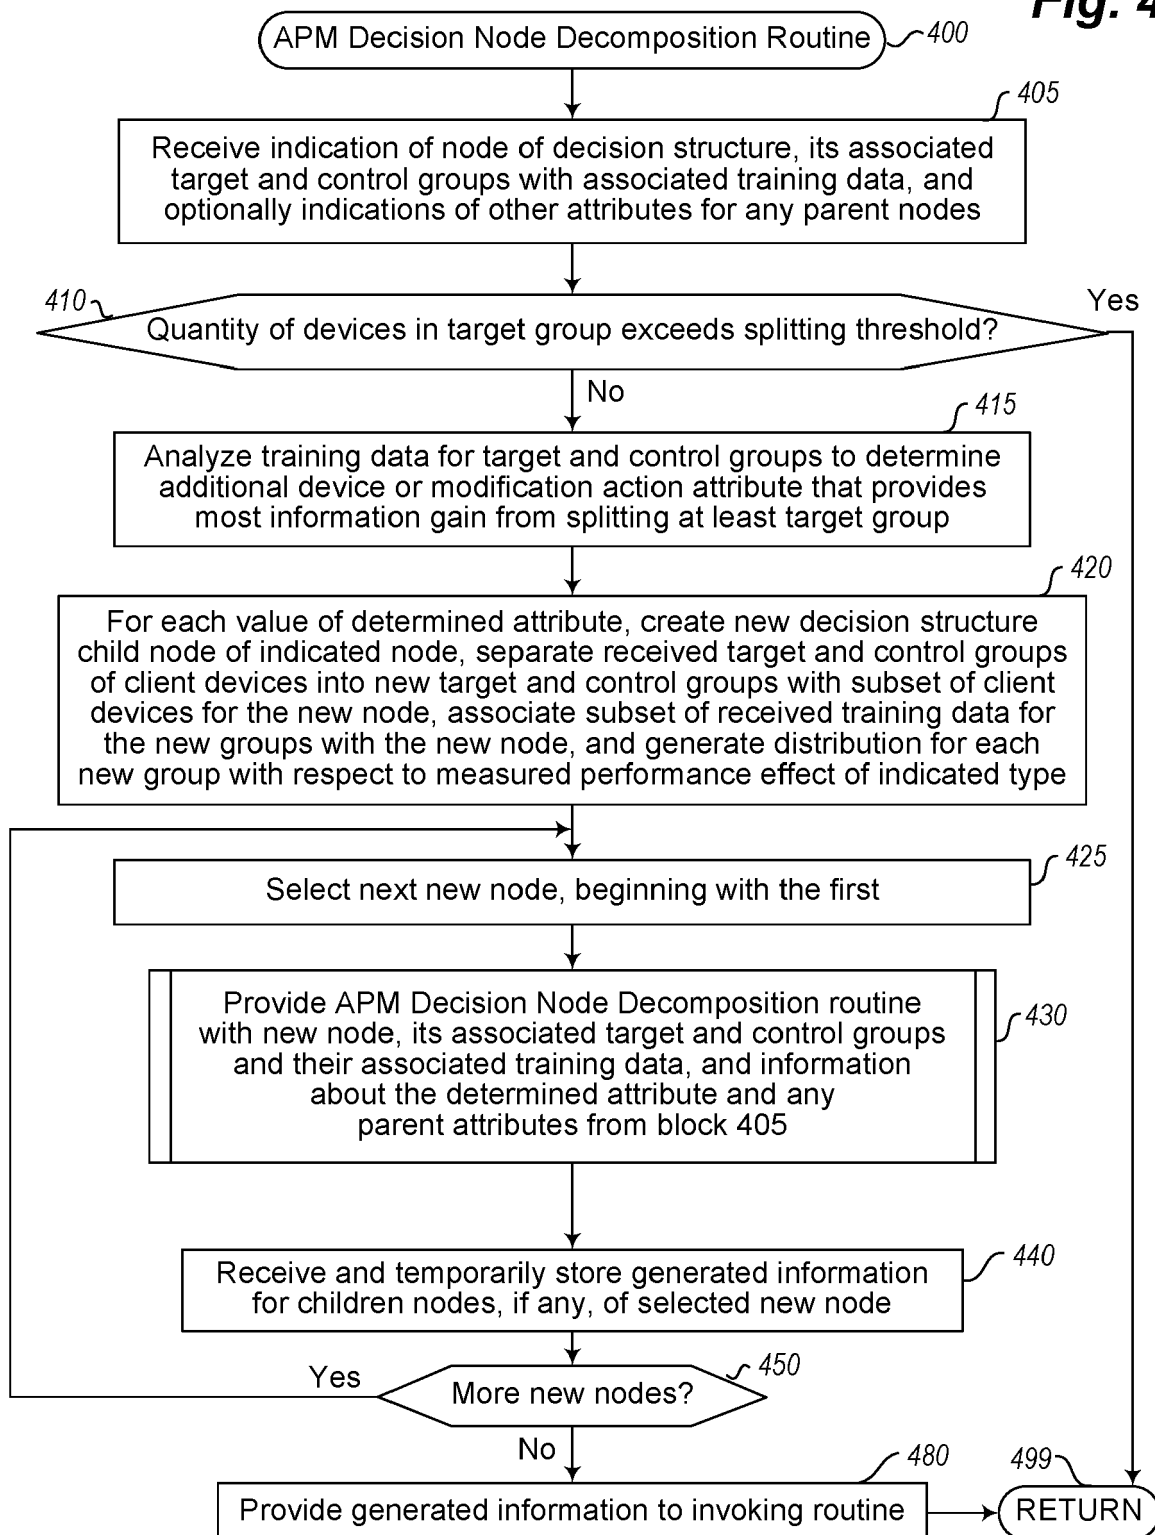 Fig. 4
APM Decision Node Decomposition Routine
400
405
Receive indication of node of decision structure, its associated
target and control groups with associated training data, and
optionally indications of other attributes for any parent nodes
410
Quantity of devices in target group exceeds splitting threshold?
Yes
No
415
Analyze training data for target and control groups to determine
additional device or modification action attribute that provides
most information gain from splitting at least target group
420
For each value of determined attribute, create new decision structure
child node of indicated node, separate received target and control groups
of client devices into new target and control groups with subset of client
devices for the new node, associate subset of received training data for
the new groups with the new node, and generate distribution for each
new group with respect to measured performance effect of indicated type
425
Select next new node, beginning with the first
Provide APM Decision Node Decomposition routine
with new node, its associated target and control groups
and their associated training data, and information
about the determined attribute and any
parent attributes from block 405
430
440
Receive and temporarily store generated information
for children nodes, if any, of selected new node
450
Yes
More new nodes?
No
480
499
Provide generated information to invoking routine
RETURN